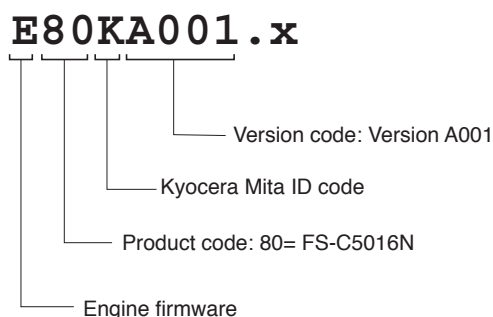 E80KA001.x
Version code: Version A001
Kyocera Mita ID code
Product code: 80= FS-C5016N
Engine firmware